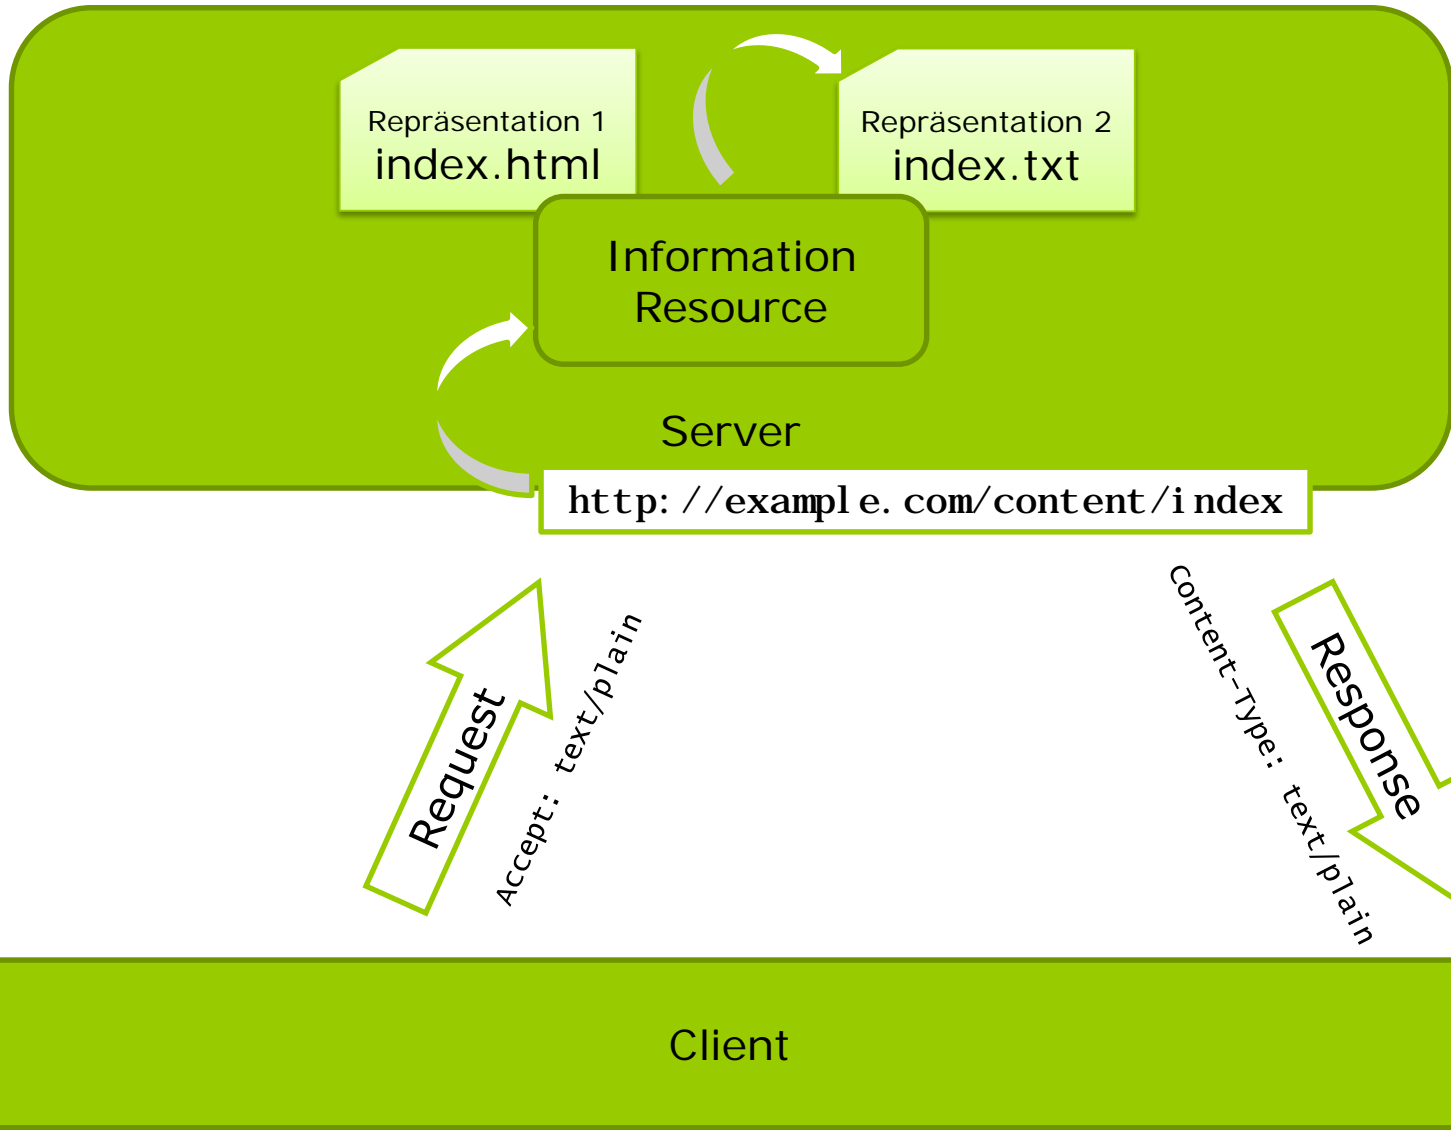 Repräsentation 1
index.html
Repräsentation 2
index.txt
Information
Resource
Server
http://example.com/content/index
Request
Accept: text/plain
Content-Type: text/plain
Response
Client